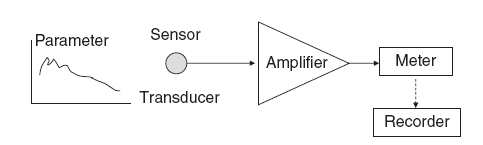 Parameter
Sensor
Transducer
Amplifier
Meter
Recorder